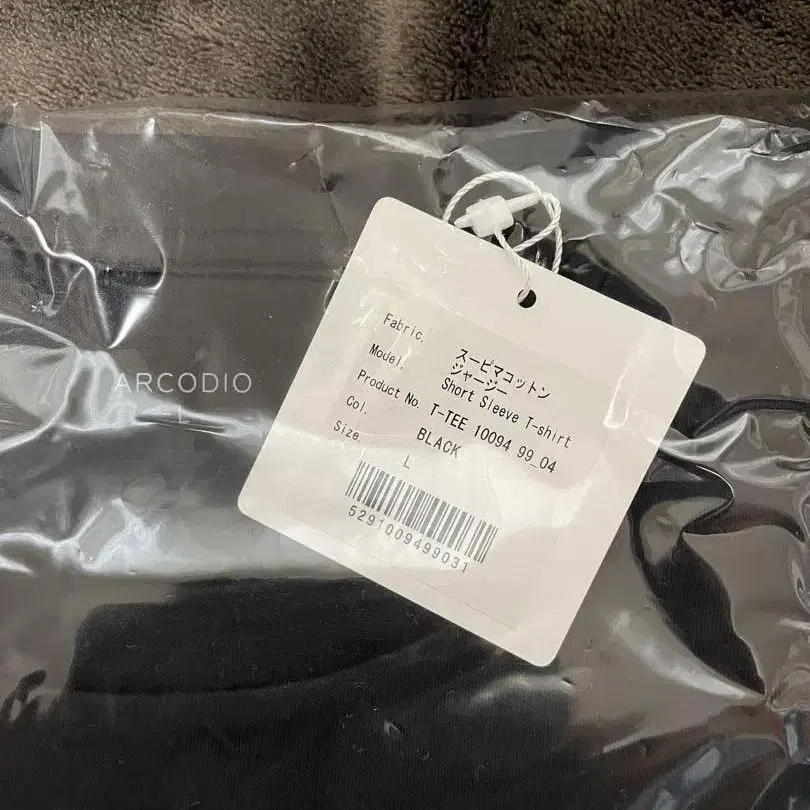 ARCODIO
L
Fabric. スーピマコットン
ジャージー
Model. Short Sleeve T-shirt
Product No. T-TEE 10094 99_04
Col. BLACK
Size. L
5291009499031